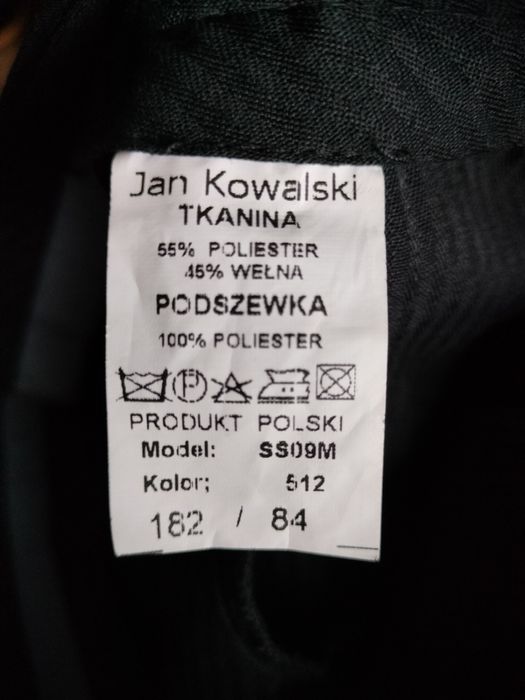 Jan Kowalski
TKANINA
55% POLIESTER
45% WEŁNA
PODSZEWKA
100% POLIESTER
P
PRODUKT POLSKI
Model: SS09M
Kolor; 512
182 / 84